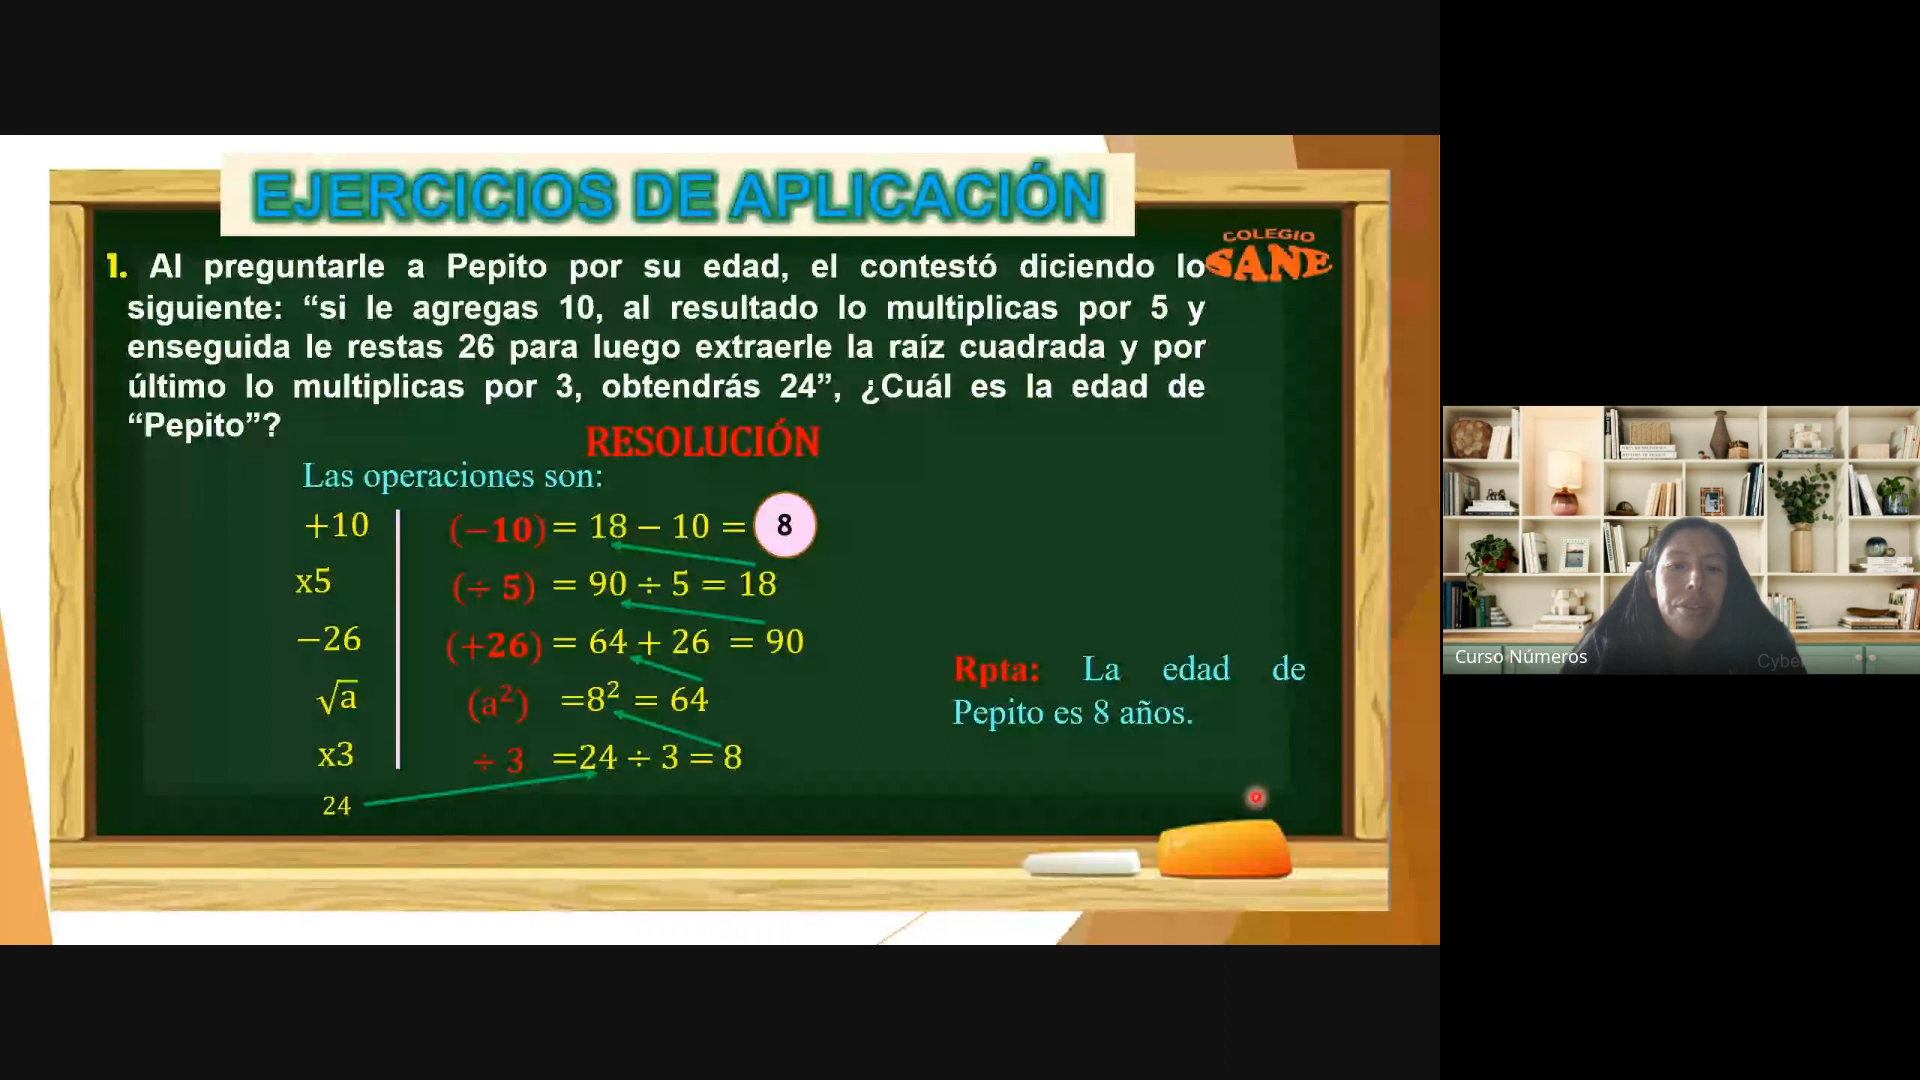 EJERCICIOS DE APLICACIÓN
COLEGIO
SANE
1. Al preguntarle a Pepito por su edad, el contestó diciendo lo
siguiente: “si le agregas 10, al resultado lo multiplicas por 5 y
enseguida le restas 26 para luego extraerle la raíz cuadrada y por
último lo multiplicas por 3, obtendrás 24”, ¿Cuál es la edad de
“Pepito”?
RESOLUCIÓN
Las operaciones son:
+10 (−10) = 18 − 10 = 8
x5 (÷ 5) = 90 ÷ 5 = 18
−26 (+26) = 64 + 26 = 90
√a (a²) =8² = 64
x3 ÷ 3 =24 ÷ 3 = 8
24
Rpta: La edad de
Pepito es 8 años.
Curso Números